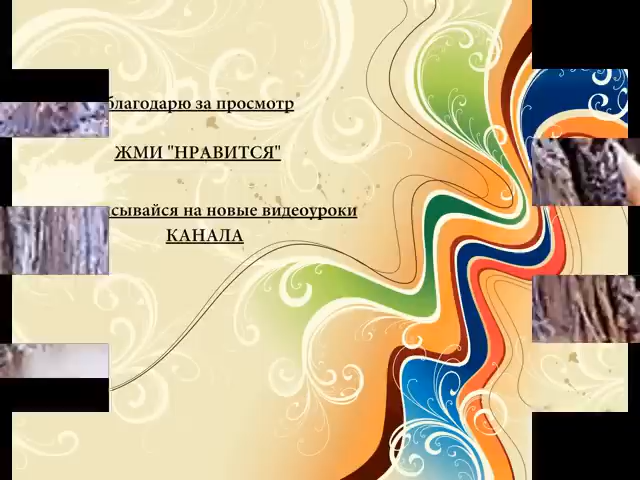 благодарю за просмотр
ЖМИ "НРАВИТСЯ"
на новые видеоуроки
КАНАЛА